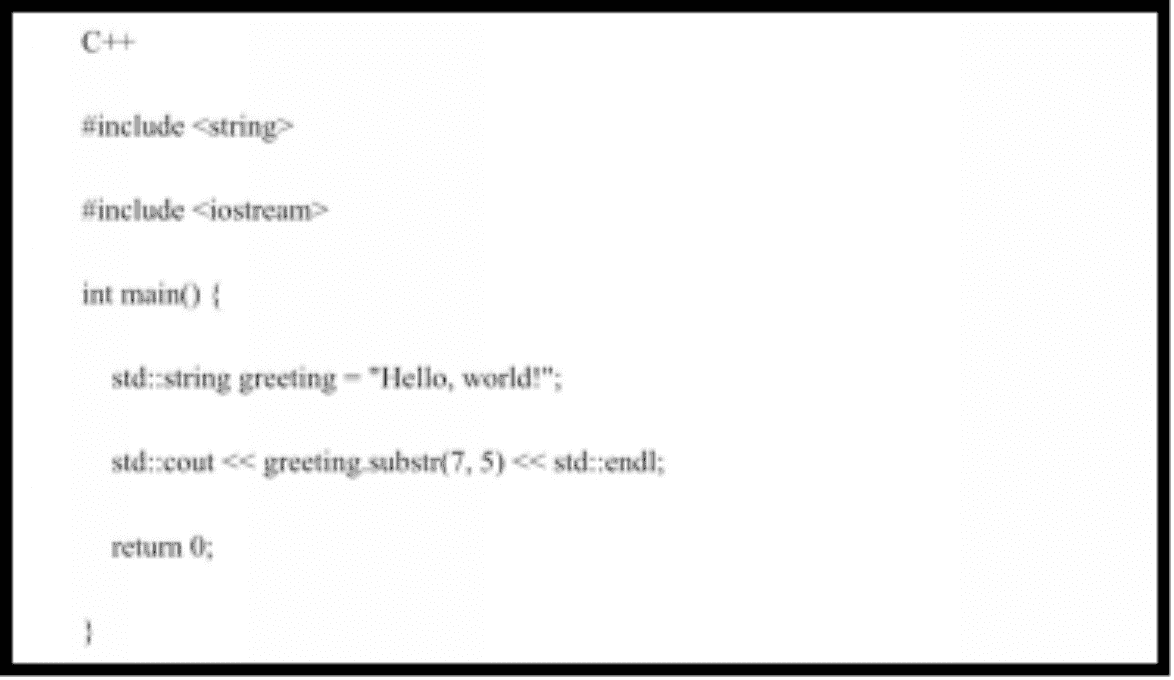 C++
#include <string>
#include <iostream>
int main() {
std::string greeting = "Hello, world!";
std::cout << greeting.substr(7, 5) << std::endl;
return 0;
}